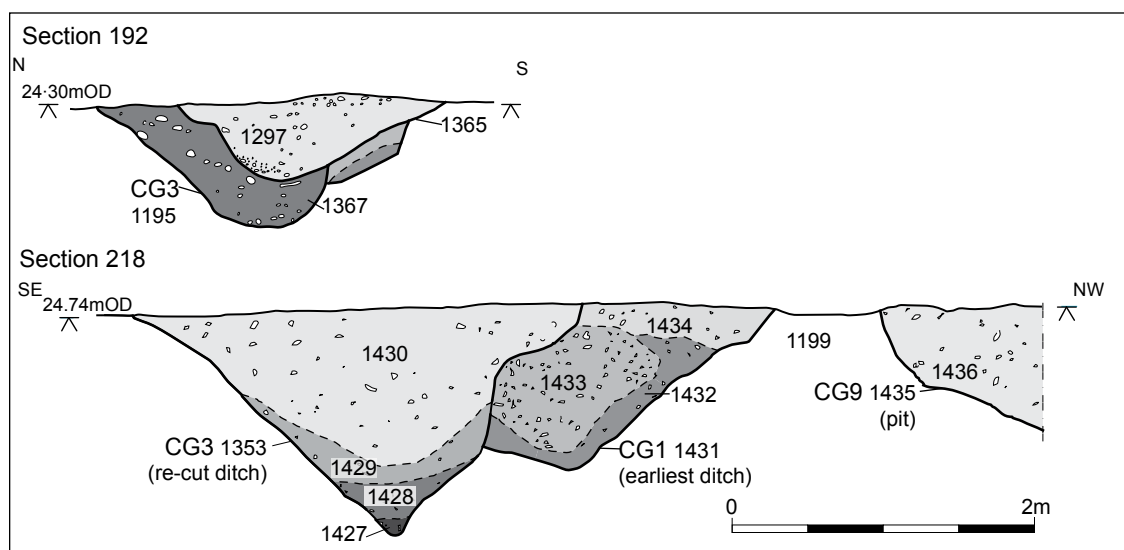 Section 192
N
S
24·30mOD
1365
1297
CG3
1195
1367
Section 218
SE
NW
24.74mOD
1434
1199
1430
1433
1436
1432
CG9 1435
(pit)
CG3 1353
(re-cut ditch)
CG1 1431
(earliest ditch)
1429
1428
1427
0
2m